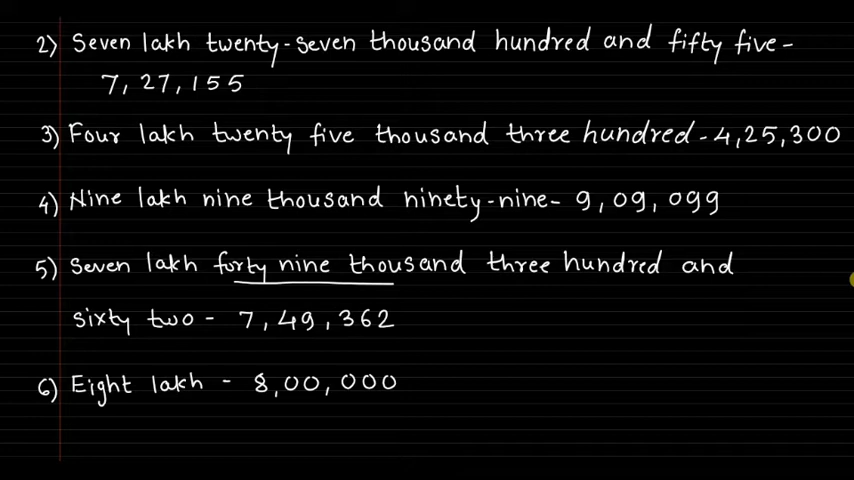 2) Seven lakh twenty-seven thousand hundred and fifty five-
7, 27, 155
3) Four lakh twenty five thousand three hundred-4,25,300
4) Nine lakh nine thousand ninety-nine- 9, 09, 099
5) Seven lakh forty nine thousand three hundred and
sixty two - 7, 49, 362
6) Eight lakh - 8,00,000